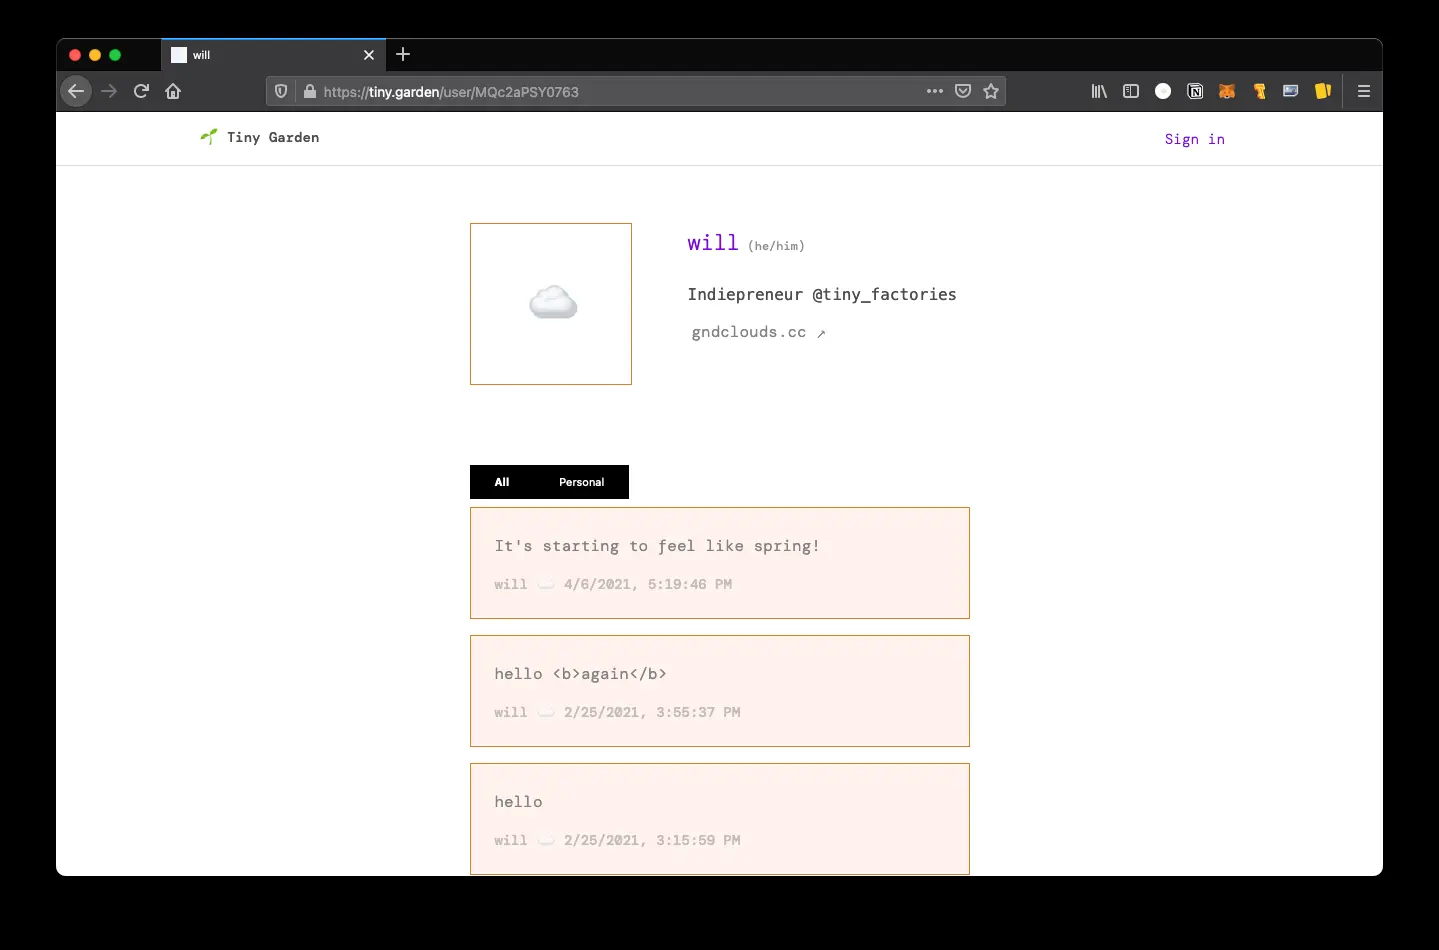 will
https://tiny.garden/user/MQc2aPSY0763
Tiny Garden
Sign in
will (he/him)
Indiepreneur @tiny_factories
gndclouds.cc ↗
All Personal
It's starting to feel like spring!
will ☁️ 4/6/2021, 5:19:46 PM
hello <b>again</b>
will ☁️ 2/25/2021, 3:55:37 PM
hello
will ☁️ 2/25/2021, 3:15:59 PM